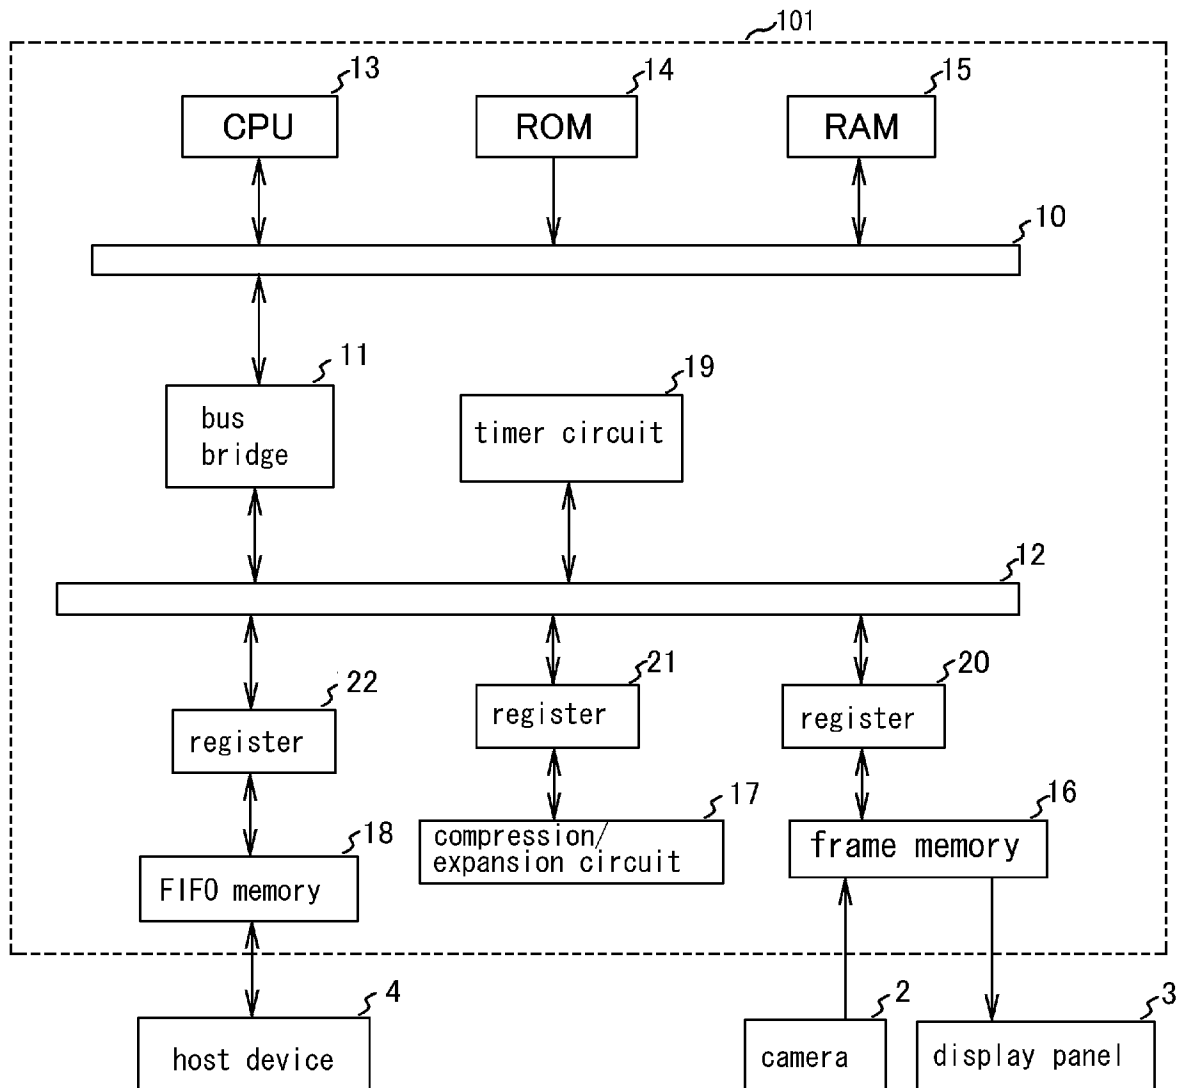 101
13
14
15
CPU
ROM
RAM
10
11
19
bus
bridge
timer circuit
12
22
21
20
register
register
register
18
17
16
FIFO memory
compression/
expansion circuit
frame memory
4
2
3
host device
camera
display panel